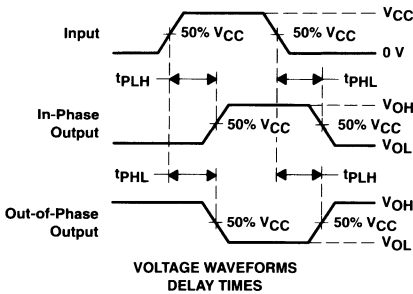 VCC
Input
50% VCC
50% VCC
0 V
tPLH
tPHL
In-Phase
Output
50% VCC
50% VCC
VOH
VOL
tPHL
tPLH
Out-of-Phase
Output
50% VCC
50% VCC
VOH
VOL
VOLTAGE WAVEFORMS
DELAY TIMES